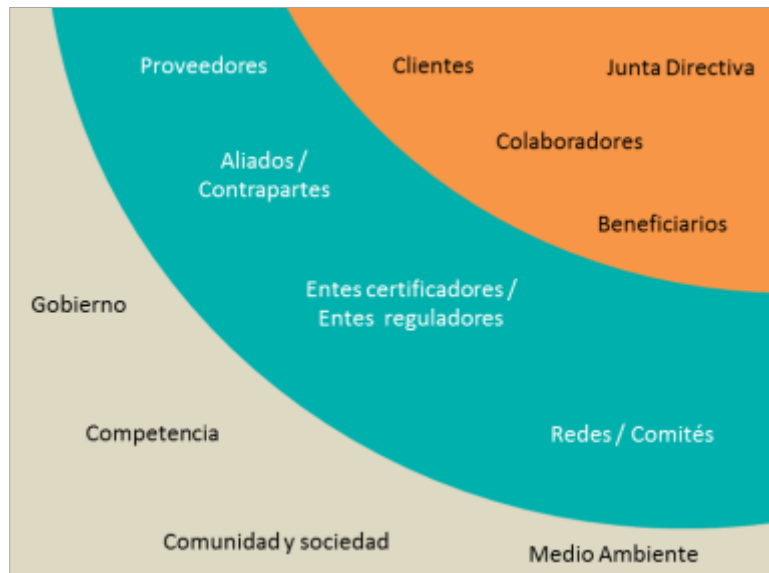 Proveedores
Clientes
Junta Directiva
Colaboradores
Aliados /
Contrapartes
Beneficiarios
Entes certificadores /
Entes reguladores
Gobierno
Competencia
Redes / Comités
Comunidad y sociedad
Medio Ambiente